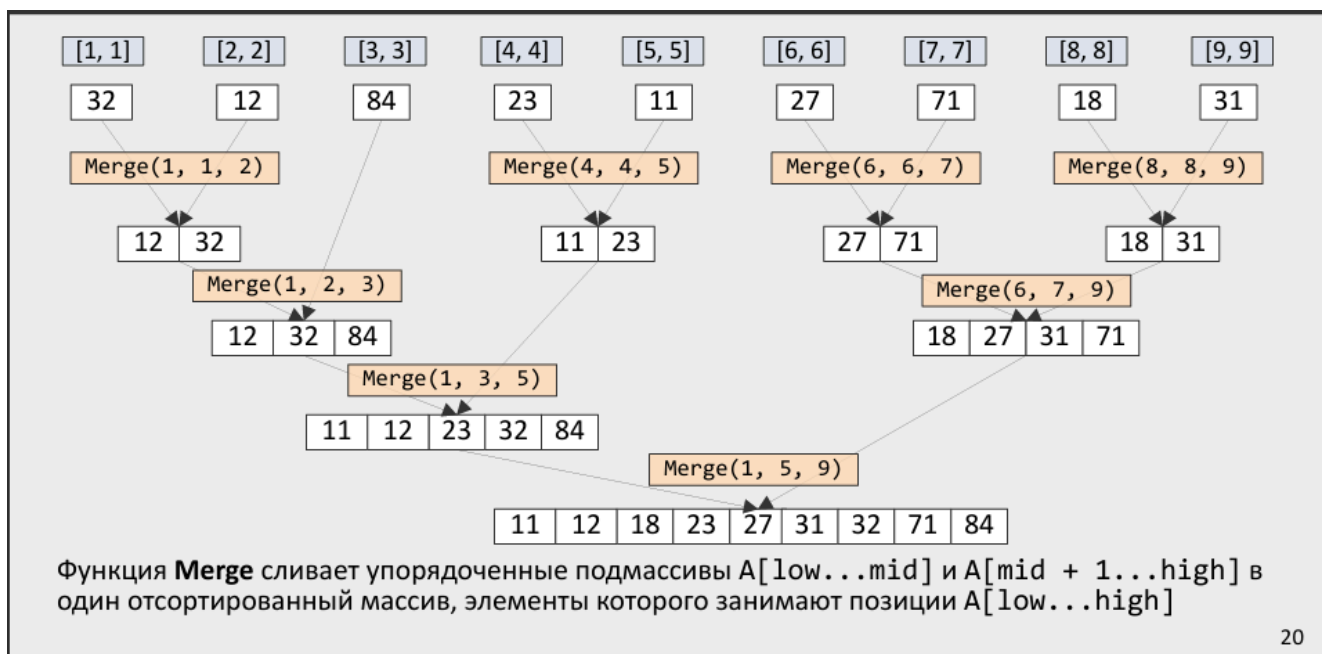 [1, 1] [2, 2] [3, 3] [4, 4] [5, 5] [6, 6] [7, 7] [8, 8] [9, 9]
32 12 84 23 11 27 71 18 31
Merge(1, 1, 2) Merge(4, 4, 5) Merge(6, 6, 7) Merge(8, 8, 9)
12 32 11 23 27 71 18 31
Merge(1, 2, 3) Merge(6, 7, 9)
12 32 84 18 27 31 71
Merge(1, 3, 5)
11 12 23 32 84
Merge(1, 5, 9)
11 12 18 23 27 31 32 71 84
Функция Merge сливает упорядоченные подмассивы A[low...mid] и A[mid + 1...high] в
один отсортированный массив, элементы которого занимают позиции A[low...high]
20